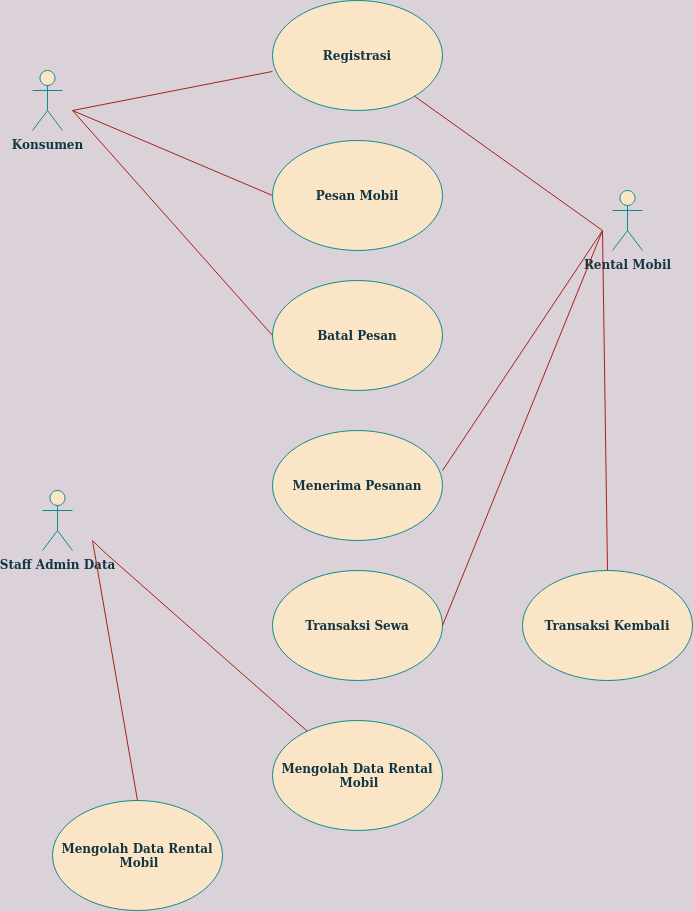 Registrasi
Konsumen
Pesan Mobil
Rental Mobil
Batal Pesan
Menerima Pesanan
Staff Admin Data
Transaksi Sewa
Transaksi Kembali
Mengolah Data Rental
Mobil
Mengolah Data Rental
Mobil